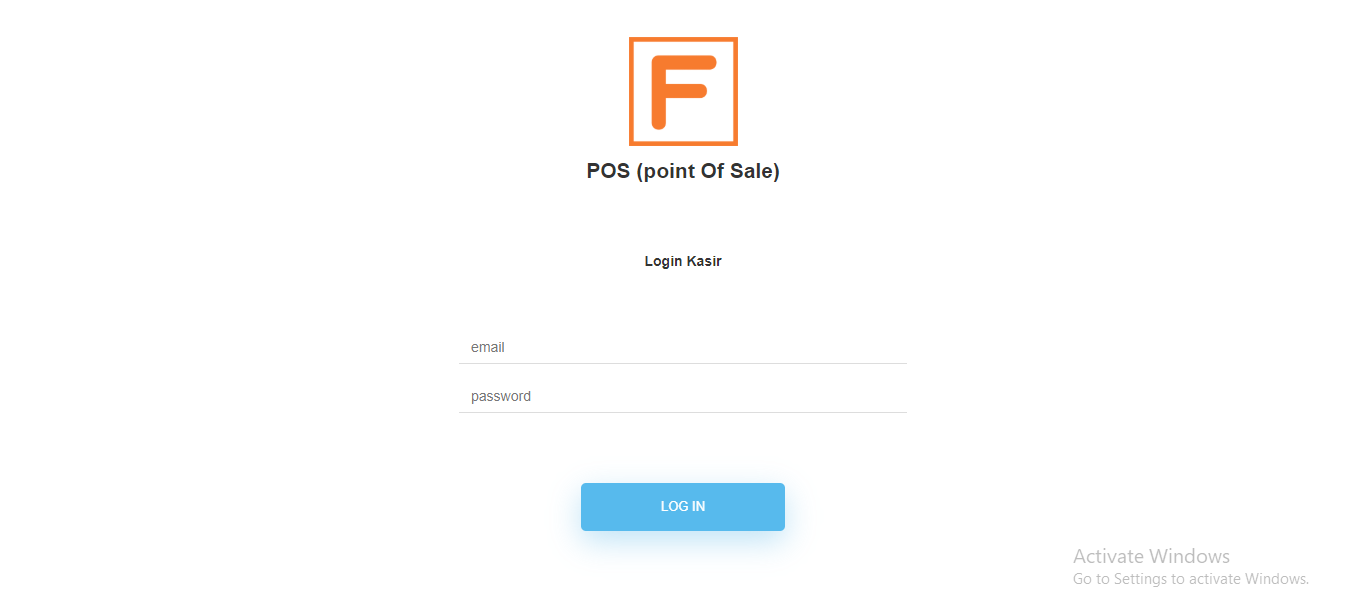 F
POS (point Of Sale)
Login Kasir
email
password
LOG IN
Activate Windows
Go to Settings to activate Windows.